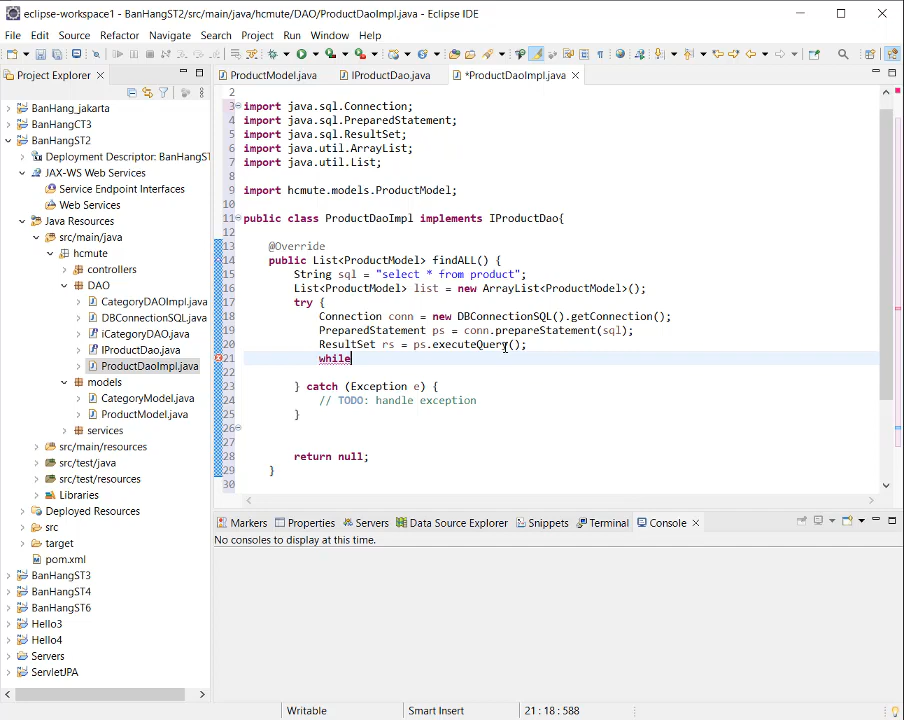 eclipse-workspace1 - BanHangST2/src/main/java/hcmute/DAO/ProductDaoImpl.java - Eclipse IDE
File Edit Source Refactor Navigate Search Project Run Window Help
Project Explorer
BanHang_jakarta
BanHangCT3
BanHangST2
Deployment Descriptor: BanHangST
JAX-WS Web Services
Service Endpoint Interfaces
Web Services
Java Resources
src/main/java
hcmute
controllers
DAO
CategoryDAOImpl.java
DBConnectionSQL.java
iCategoryDAO.java
IProductDao.java
ProductDaoImpl.java
models
CategoryModel.java
ProductModel.java
services
src/main/resources
src/test/java
src/test/resources
Libraries
Deployed Resources
src
target
pom.xml
BanHangST3
BanHangST4
BanHangST6
Hello3
Hello4
Servers
ServletJPA
ProductModel.java IProductDao.java *ProductDaoImpl.java
2
3 import java.sql.Connection;
4 import java.sql.PreparedStatement;
5 import java.sql.ResultSet;
6 import java.util.ArrayList;
7 import java.util.List;
8
9 import hcmute.models.ProductModel;
10
11 public class ProductDaoImpl implements IProductDao{
12
13 @Override
14 public List<ProductModel> findALL() {
15 String sql = "select * from product";
16 List<ProductModel> list = new ArrayList<ProductModel>();
17 try {
18 Connection conn = new DBConnectionSQL().getConnection();
19 PreparedStatement ps = conn.prepareStatement(sql);
20 ResultSet rs = ps.executeQuery();
21 while
22
23 } catch (Exception e) {
24 // TODO: handle exception
25 }
26
27
28 return null;
29 }
30
Markers Properties Servers Data Source Explorer Snippets Terminal Console
No consoles to display at this time.
Writable Smart Insert 21 : 18 : 588